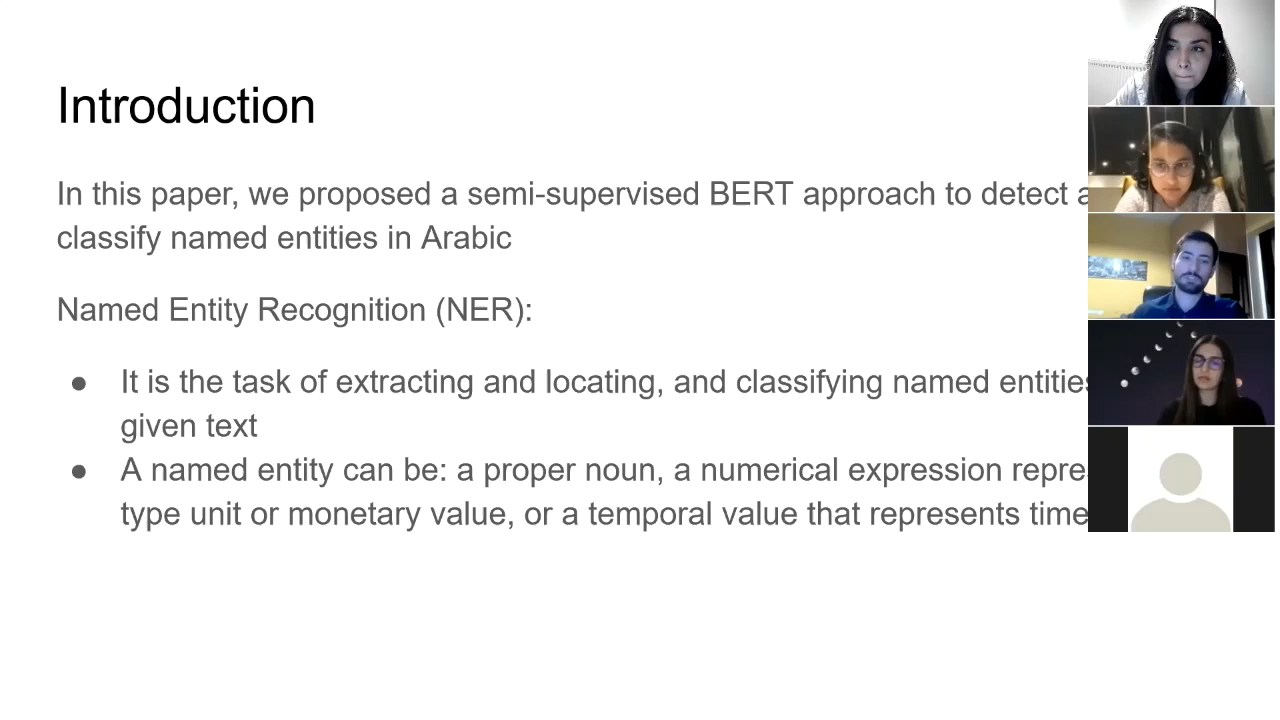 Introduction
In this paper, we proposed a semi-supervised BERT approach to detect
classify named entities in Arabic
Named Entity Recognition (NER):
● It is the task of extracting and locating, and classifying named entities
given text
● A named entity can be: a proper noun, a numerical expression
type unit or monetary value, or a temporal value that represents time